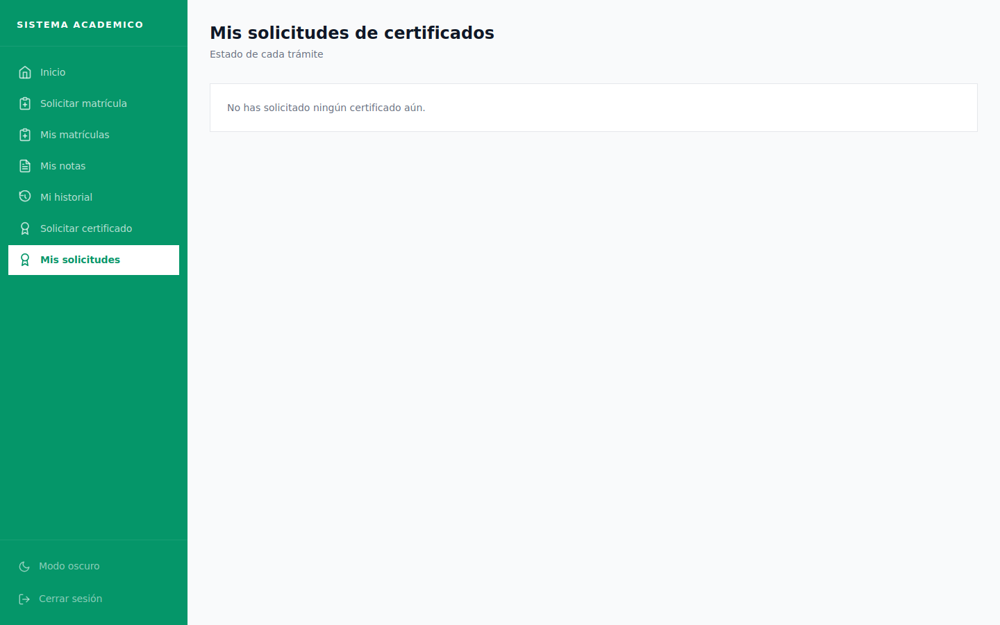 SISTEMA ACADEMICO
Inicio
Solicitar matrícula
Mis matrículas
Mis notas
Mi historial
Solicitar certificado
Mis solicitudes
Modo oscuro
Cerrar sesión
Mis solicitudes de certificados
Estado de cada trámite
No has solicitado ningún certificado aún.